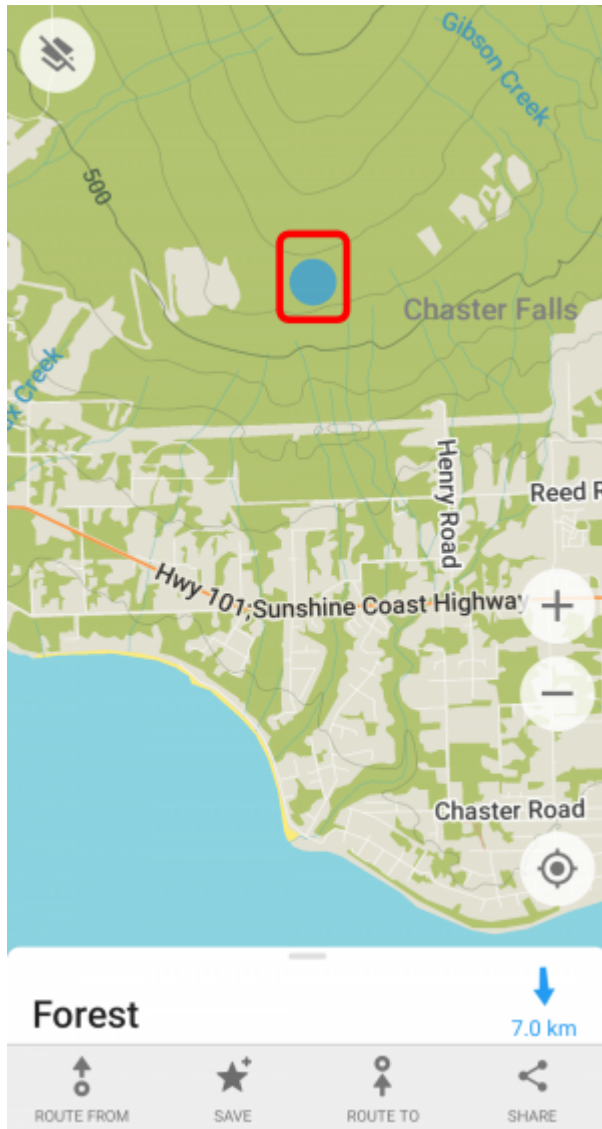 Gibson Creek
500
Chaster Falls
Creek
Henry Road
Reed R
Hwy 101;Sunshine Coast Highway
Chaster Road
Forest
7.0 km
ROUTE FROM
SAVE
ROUTE TO
SHARE